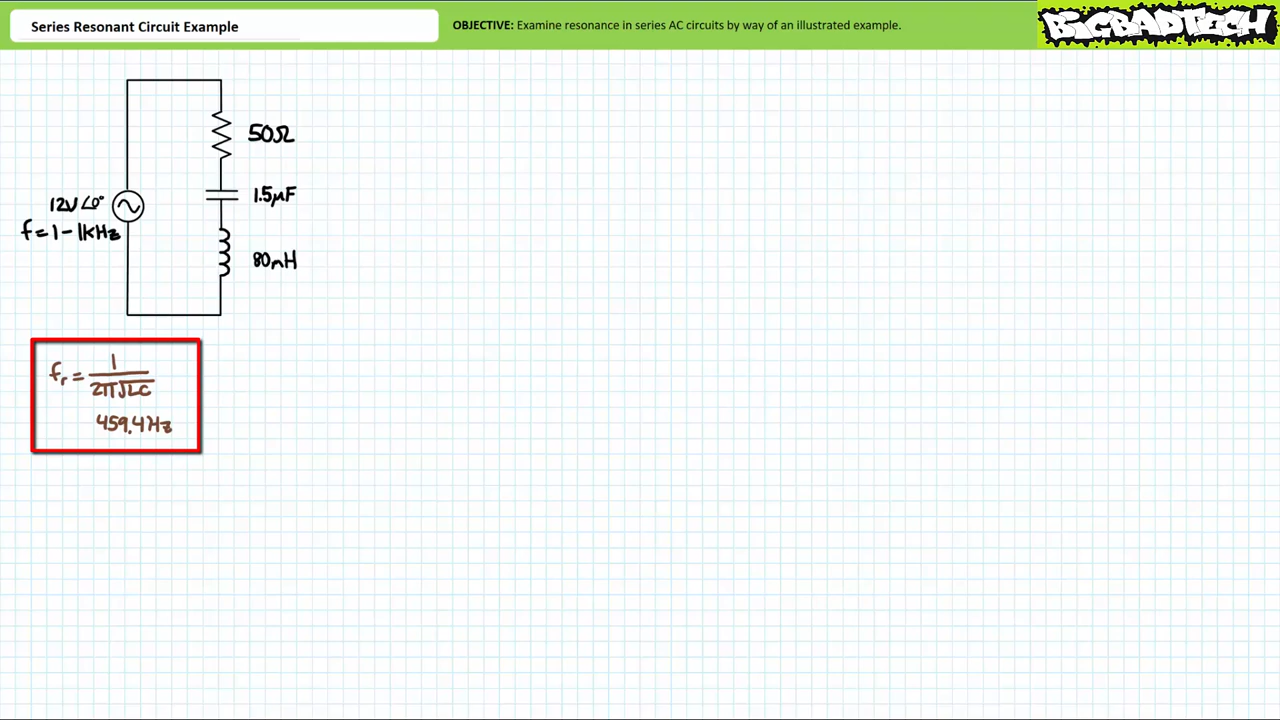 Series Resonant Circuit Example
OBJECTIVE: Examine resonance in series AC circuits by way of an illustrated example.
BIGBADTECH
50Ω
1.5μF
12V∠0°
f=1-1KHz
80mH
fr = 1/2π√LC
459.4Hz